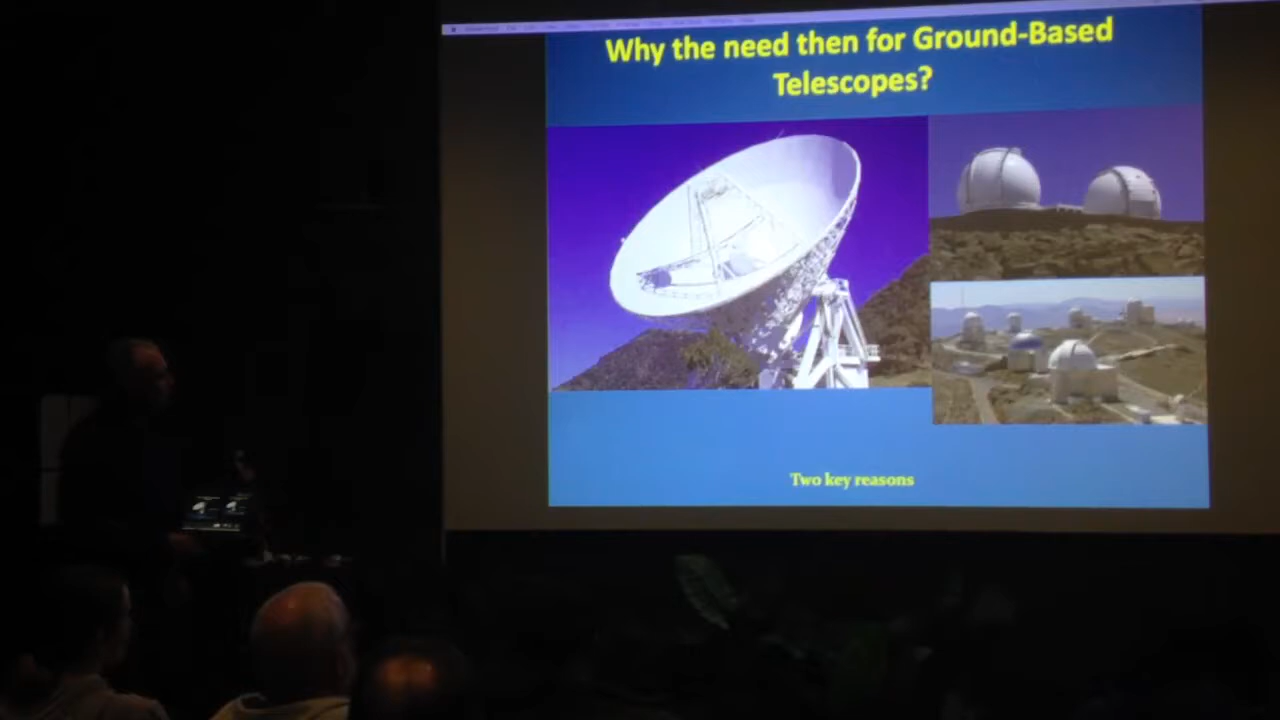 Why the need then for Ground-Based
Telescopes?
Two key reasons